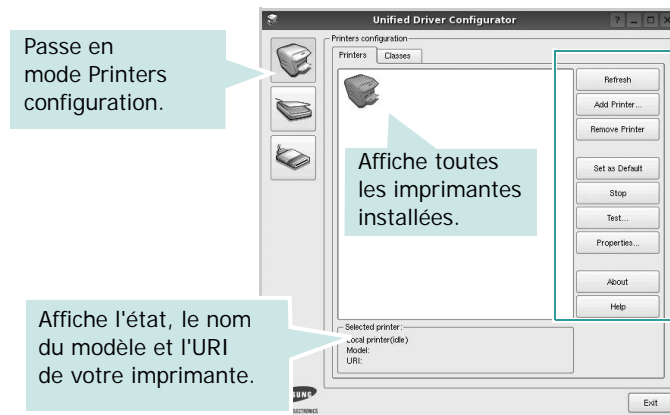 Unified Driver Configurator
Passe en
mode Printers
configuration.
Printers configuration
Printers
Classes
Refresh
Add Printer...
Remove Printer
Set as Default
Stop
Test...
Properties...
About
Help
Affiche toutes
les imprimantes
installées.
Affiche l'état, le nom
du modèle et l'URI
de votre imprimante.
Selected printer:
Local printer(idle)
Model:
URI:
Exit